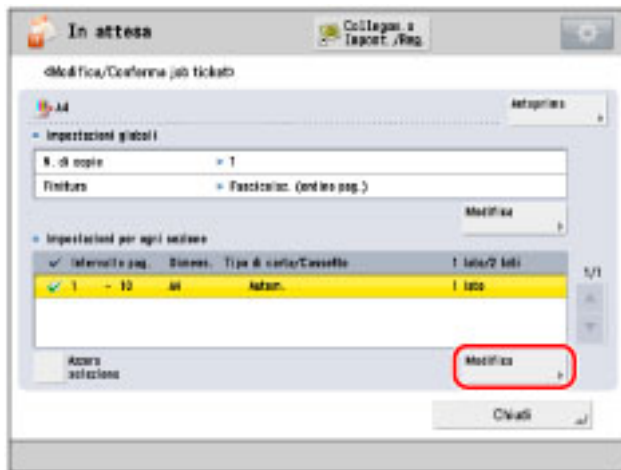 In attesa
Collegam. a
Impost./Reg.
<Modifica/Conferma job ticket>
A4
Anteprima
Impostazioni globali
N. di copie
1
Finitura
Fascicolaz. (ordine pag.)
Modifica
Impostazioni per ogni sezione
Intervallo pag. Dimens. Tipo di carta/Cassetto 1 lato/2 lati
1 - 10 A4 Autom. 1 lato
1/1
Azzera
selezione
Modifica
Chiudi